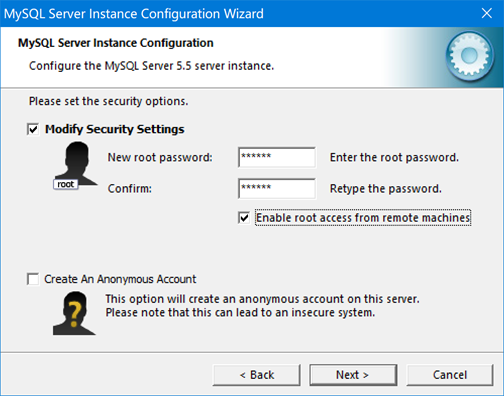 MySQL Server Instance Configuration Wizard
MySQL Server Instance Configuration
Configure the MySQL Server 5.5 server instance.
Please set the security options.
Modify Security Settings
New root password: ****** Enter the root password.
root
Confirm: ****** Retype the password.
Enable root access from remote machines
Create An Anonymous Account
This option will create an anonymous account on this server.
Please note that this can lead to an insecure system.
< Back Next > Cancel